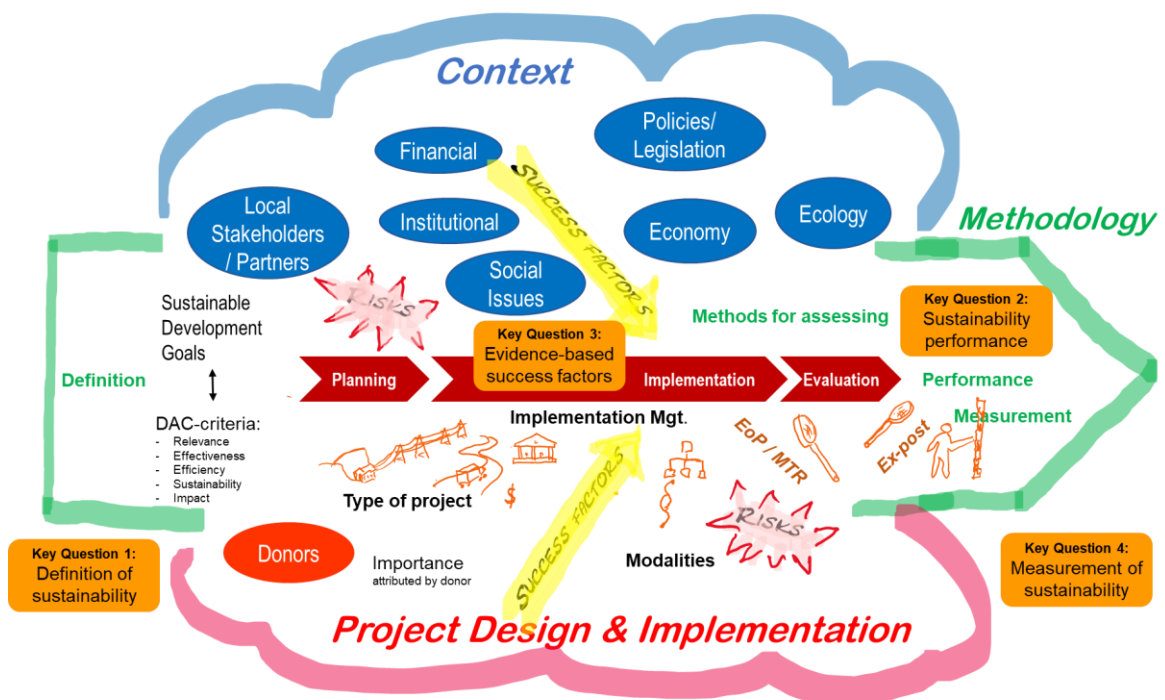 Context
Policies/
Legislation
Financial
SUCCESS FACTORS
Ecology
Local
Stakeholders
/ Partners
Institutional
Economy
Methodology
Social
Issues
RISKS
Sustainable
Development
Goals
Methods for assessing
Key Question 2:
Sustainability
performance
Key Question 3:
Evidence-based
success factors
Definition
Planning
Implementation
Evaluation
Performance
Measurement
DAC-criteria:
- Relevance
- Effectiveness
- Efficiency
- Sustainability
- Impact
Implementation Mgt.
EoP / MTR
Ex-post
Type of project
$
SUCCESS FACTORS
RISKS
Key Question 1:
Definition of
sustainability
Donors
Importance
attributed by donor
Modalities
Key Question 4:
Measurement of
sustainability
Project Design & Implementation